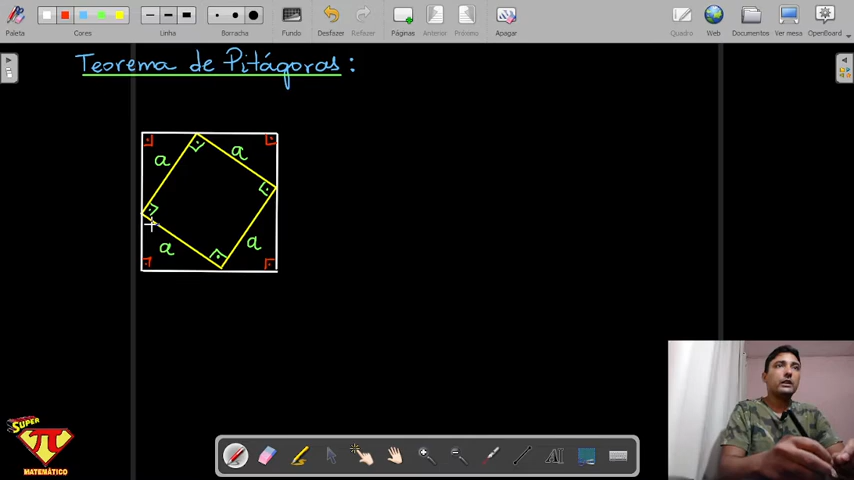 Paleta
Cores
Linha
Borracha
Fundo
Desfazer
Refazer
Páginas
Anterior
Próxima
Apagar
Quadro
Web
Documentos
Ver mesa
OpenBoard
Teorema de Pitágoras:
a
a
a
a
SUPER
π
MATEMÁTICO